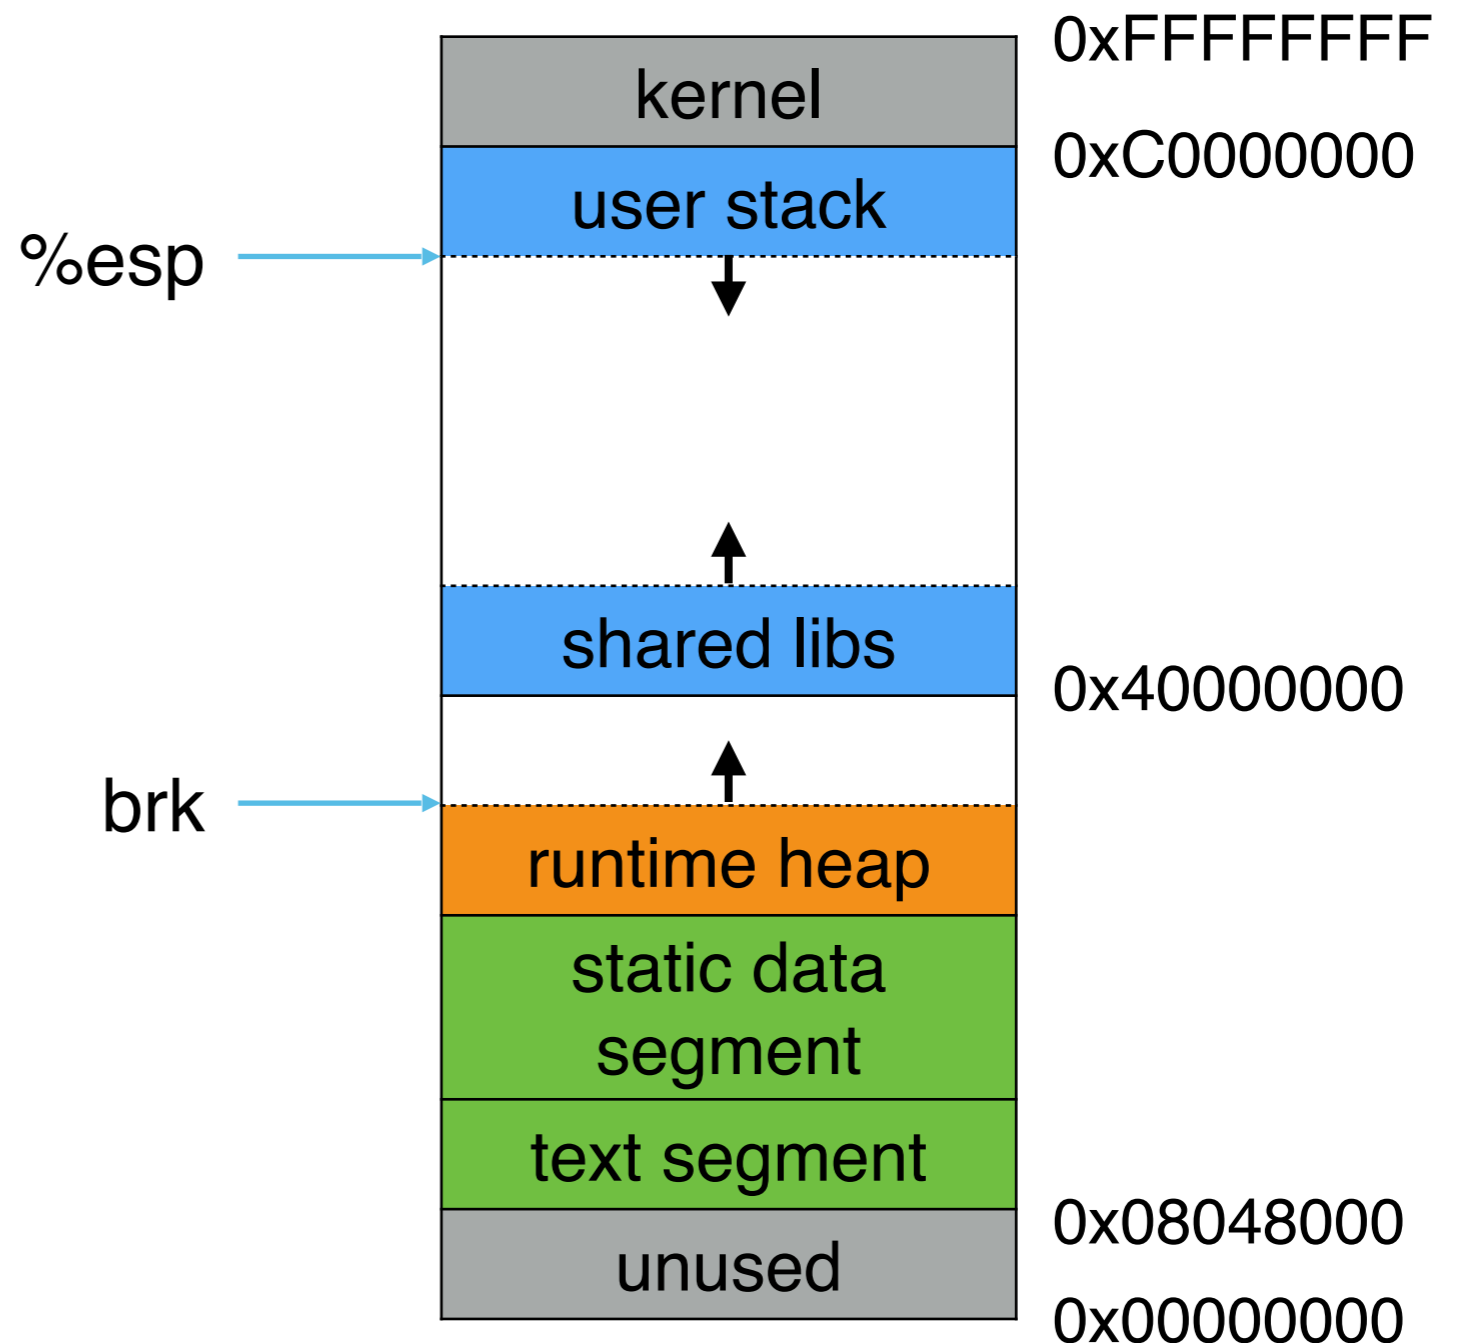 0xFFFFFFFF
kernel
0xC0000000
user stack
%esp
shared libs
0x40000000
brk
runtime heap
static data
segment
text segment
0x08048000
unused
0x00000000